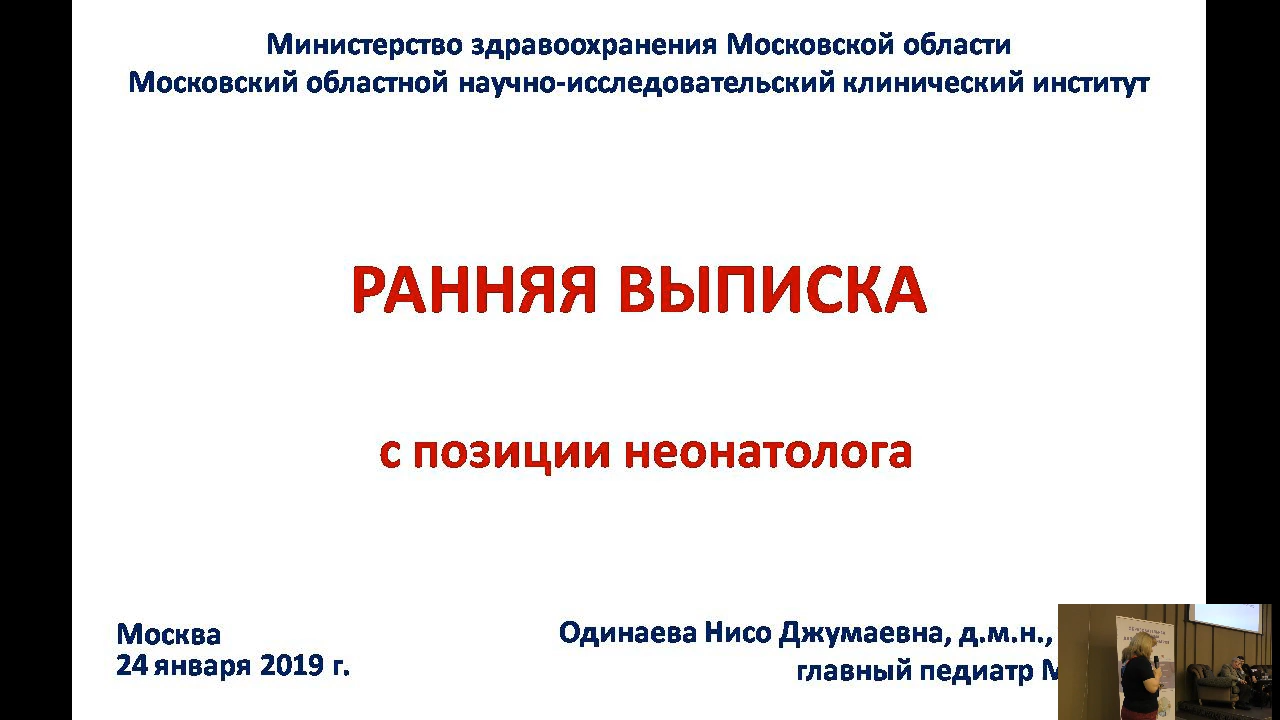 Министерство здравоохранения Московской области
Московский областной научно-исследовательский клинический институт
РАННЯЯ ВЫПИСКА
с позиции неонатолога
Москва
24 января 2019 г.
Одинаева Нисо Джумаевна, д.м.н.,
главный педиатр